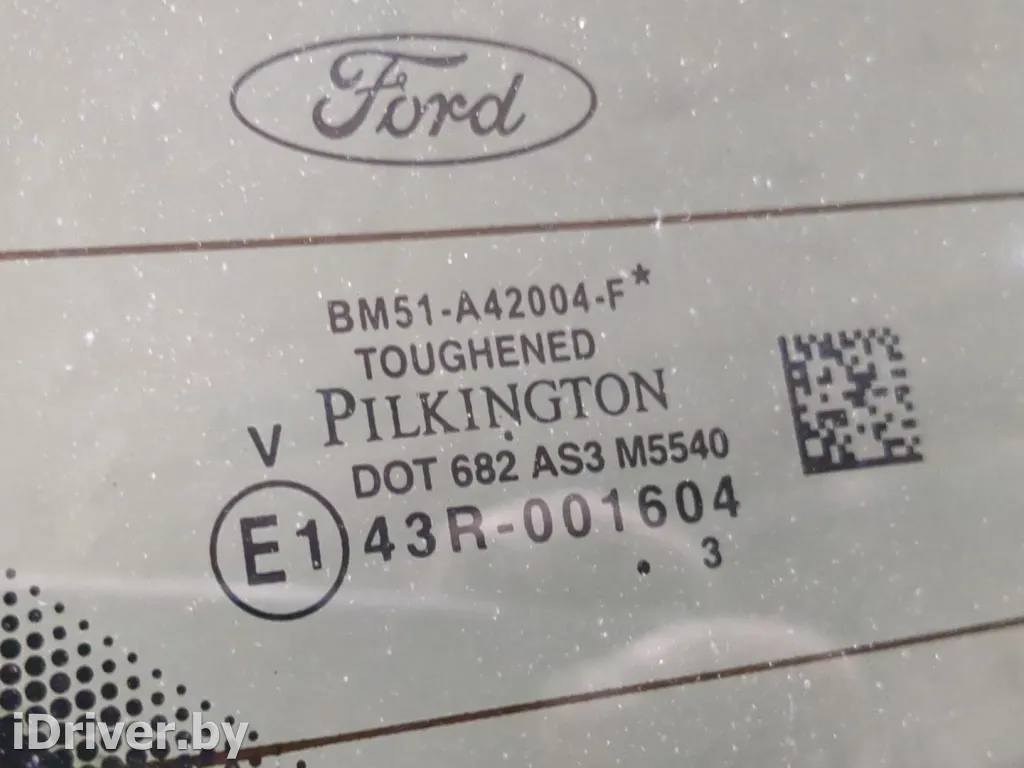 Ford
BM51-A42004-F*
TOUGHENED
PILKINGTON
V
DOT 682 AS3 M5540
E1 43R-001604
. 3
iDriver.by